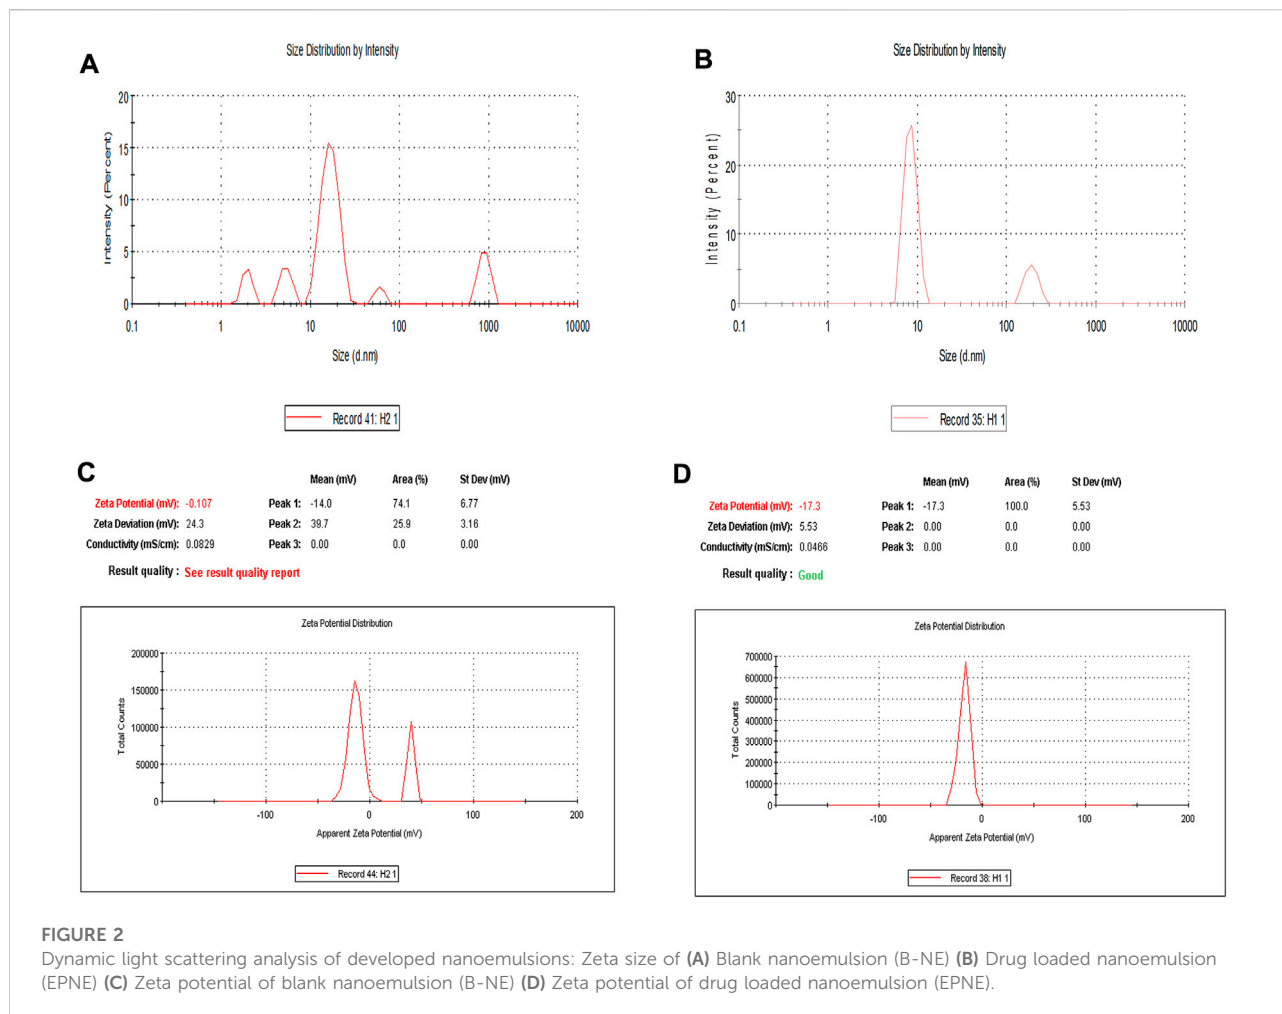 A
Size Distribution by Intensity
Intensity (Percent)
20
15
10
5
0
0.1 1 10 100 1000 10000
Size (d.nm)
Record 41: H2 1
B
Size Distribution by Intensity
Intensity (Percent)
30
20
10
0
0.1 1 10 100 1000 10000
Size (d.nm)
Record 35: H1 1
C
Mean (mV) Area (%) St Dev (mV)
Zeta Potential (mV): -0.107 Peak 1: -14.0 74.1 6.77
Zeta Deviation (mV): 24.3 Peak 2: 39.7 25.9 3.16
Conductivity (mS/cm): 0.0829 Peak 3: 0.00 0.0 0.00
Result quality : See result quality report
Zeta Potential Distribution
Total Counts
200000
150000
100000
50000
0
-100 0 100 200
Apparent Zeta Potential (mV)
Record 44: H2 1
D
Mean (mV) Area (%) St Dev (mV)
Zeta Potential (mV): -17.3 Peak 1: -17.3 100.0 5.53
Zeta Deviation (mV): 5.53 Peak 2: 0.00 0.0 0.00
Conductivity (mS/cm): 0.0466 Peak 3: 0.00 0.0 0.00
Result quality : Good
Zeta Potential Distribution
Total Counts
700000
600000
500000
400000
300000
200000
100000
0
-100 0 100 200
Apparent Zeta Potential (mV)
Record 38: H1 1
FIGURE 2
Dynamic light scattering analysis of developed nanoemulsions: Zeta size of (A) Blank nanoemulsion (B-NE) (B) Drug loaded nanoemulsion
(EPNE) (C) Zeta potential of blank nanoemulsion (B-NE) (D) Zeta potential of drug loaded nanoemulsion (EPNE).